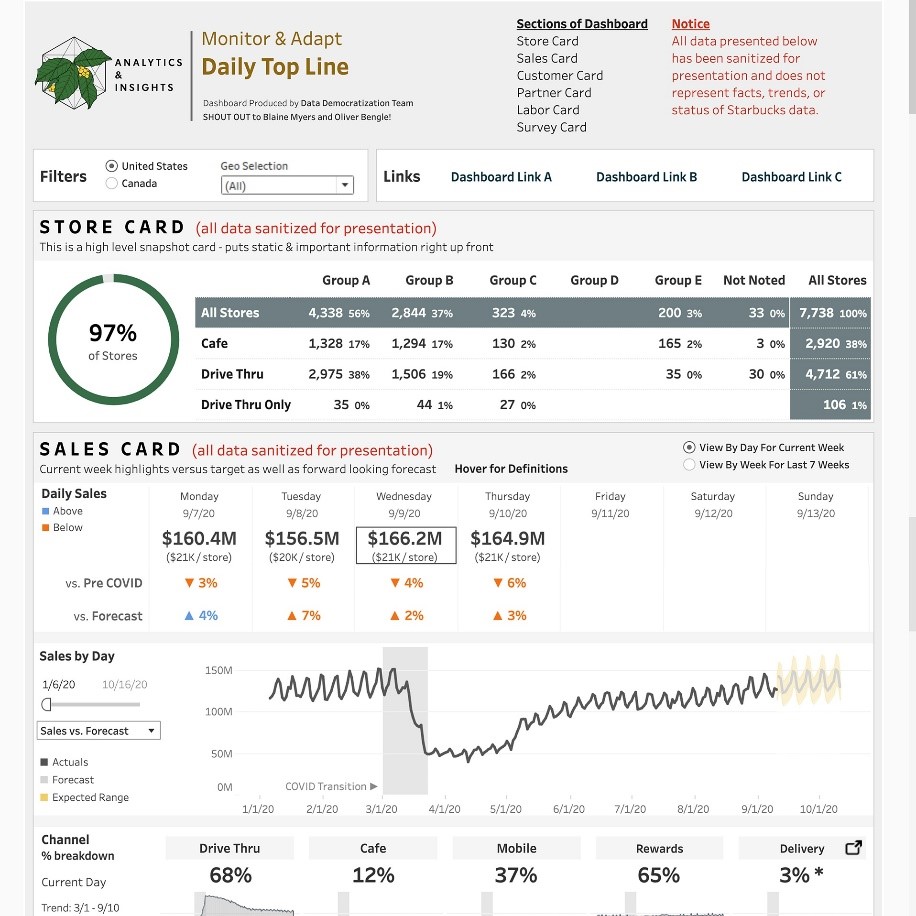 ANALYTICS
&
INSIGHTS
Monitor & Adapt
Daily Top Line
Dashboard Produced by Data Democratization Team
SHOUT OUT to Blaine Myers and Oliver Bengle!
Sections of Dashboard
Store Card
Sales Card
Customer Card
Partner Card
Labor Card
Survey Card
Notice
All data presented below
has been sanitized for
presentation and does not
represent facts, trends, or
status of Starbucks data.
Filters
United States
Canada
Geo Selection
(All)
Links
Dashboard Link A
Dashboard Link B
Dashboard Link C
STORE CARD (all data sanitized for presentation)
This is a high level snapshot card - puts static & important information right up front
97%
of Stores
Group A Group B Group C Group D Group E Not Noted All Stores
All Stores 4,338 56% 2,844 37% 323 4% 200 3% 33 0% 7,738 100%
Cafe 1,328 17% 1,294 17% 130 2% 165 2% 3 0% 2,920 38%
Drive Thru 2,975 38% 1,506 19% 166 2% 35 0% 30 0% 4,712 61%
Drive Thru Only 35 0% 44 1% 27 0% 106 1%
SALES CARD (all data sanitized for presentation)
Current week highlights versus target as well as forward looking forecast Hover for Definitions
View By Day For Current Week
View By Week For Last 7 Weeks
Daily Sales
Above
Below
Monday Tuesday Wednesday Thursday Friday Saturday Sunday
9/7/20 9/8/20 9/9/20 9/10/20 9/11/20 9/12/20 9/13/20
$160.4M $156.5M $166.2M $164.9M
($21K / store) ($20K / store) ($21K / store) ($21K / store)
vs. Pre COVID ▼ 3% ▼ 5% ▼ 4% ▼ 6%
vs. Forecast ▲ 4% ▲ 7% ▲ 2% ▲ 3%
Sales by Day
1/6/20 10/16/20
Sales vs. Forecast
Actuals
Forecast
Expected Range
150M
100M
50M
0M
COVID Transition ▶
1/1/20 2/1/20 3/1/20 4/1/20 5/1/20 6/1/20 7/1/20 8/1/20 9/1/20 10/1/20
Channel
% breakdown
Drive Thru Cafe Mobile Rewards Delivery
Current Day 68% 12% 37% 65% 3% *
Trend: 3/1 - 9/10